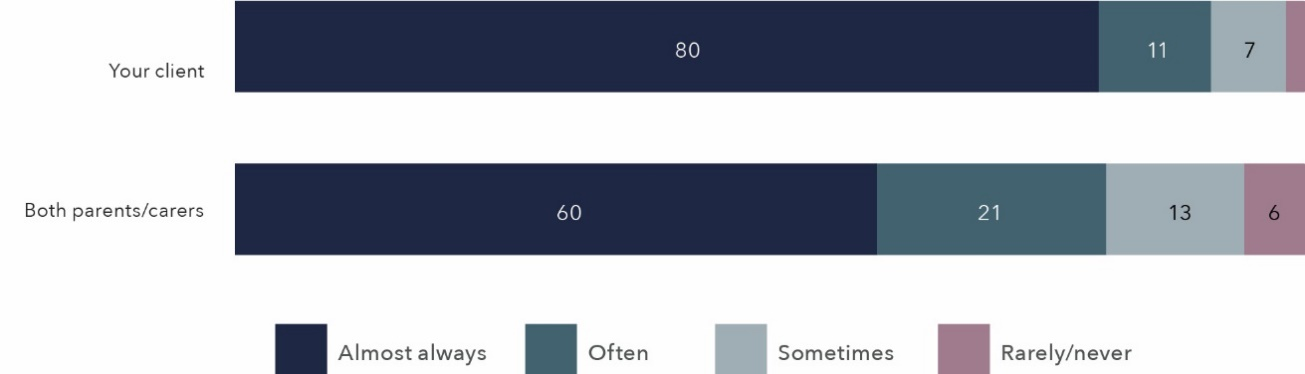 80 11 7
Your client
Both parents/carers 60 21 13 6
Almost always Often Sometimes Rarely/never